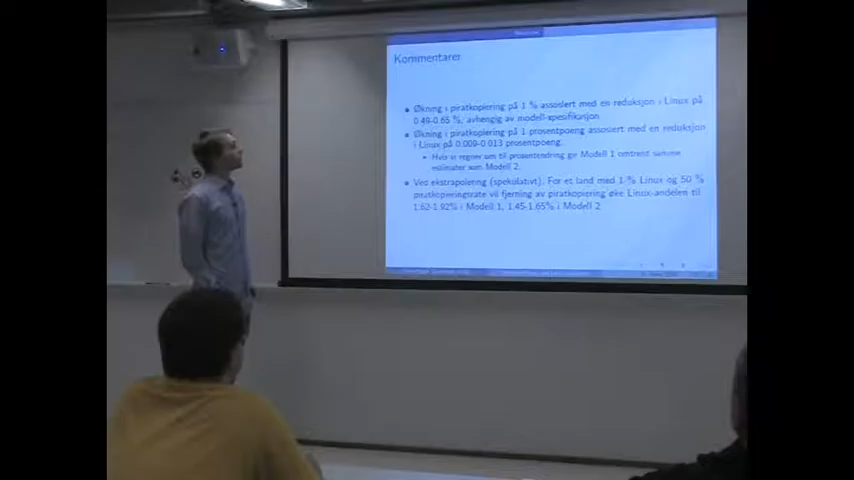 Kommentarer
Økning i piratkopiering på 1 % assosiert med en reduksjon i Linux på
0.49-0.65 %, avhengig av modell-spesifikasjon
Økning i piratkopiering på 1 prosentpoeng assosiert med en reduksjon
i Linux på 0.009-0.013 prosentpoeng.
Hvis vi regner om til prosentendring gir Modell 1 omtrent samme
estimater som Modell 2.
Ved ekstrapolering (spekulativt): For et land med 1 % Linux og 50 %
piratkopieringsrate vil fjerning av piratkopiering øke Linux-andelen til
1.62-1.92% i Modell 1, 1.45-1.65% i Modell 2